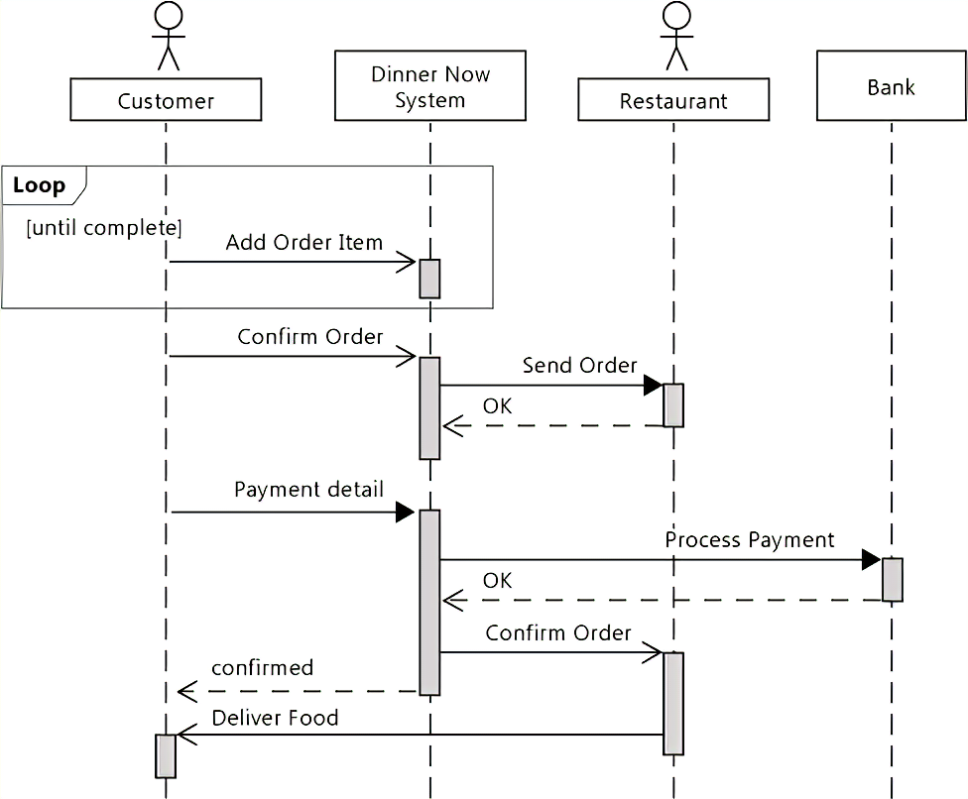 Customer
Dinner Now
System
Restaurant
Bank
Loop
[until complete]
Add Order Item
Confirm Order
Send Order
OK
Payment detail
Process Payment
OK
Confirm Order
confirmed
Deliver Food